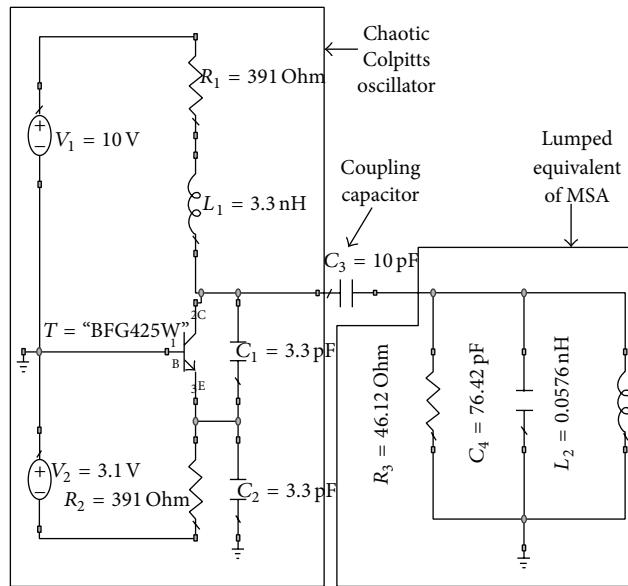 Chaotic
Colpitts
oscillator
R1 = 391 Ohm
V1 = 10 V
Lumped
equivalent
of MSA
Coupling
capacitor
L1 = 3.3 nH
C3 = 10 pF
2C
T = “BFG425W”
1
B
C1 = 3.3 pF
3E
R3 = 46.12 Ohm
C4 = 76.42 pF
L2 = 0.0576 nH
V2 = 3.1 V
R2 = 391 Ohm
C2 = 3.3 pF